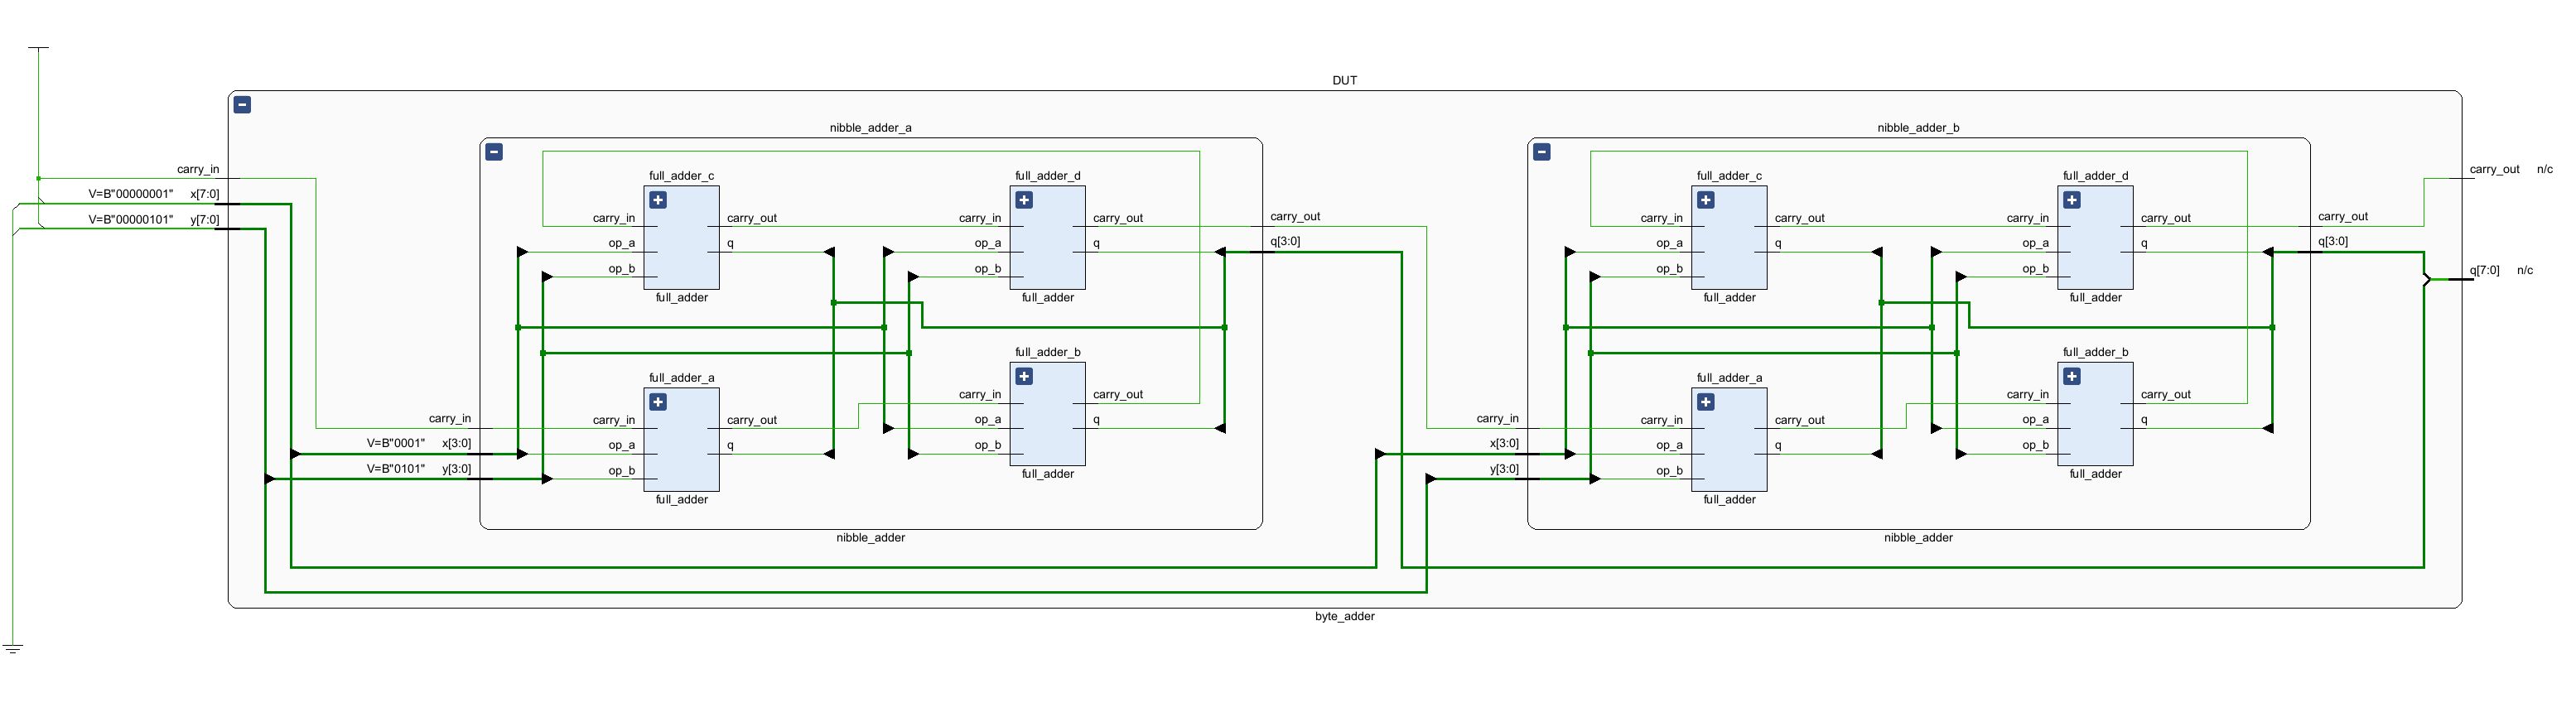 DUT
nibble_adder_a
nibble_adder_b
carry_in
V=B"00000001" x[7:0]
V=B"00000101" y[7:0]
full_adder_c
carry_in
op_a
op_b
carry_out
q
full_adder
full_adder_d
carry_in
op_a
op_b
carry_out
q
full_adder
carry_out
q[3:0]
full_adder_a
carry_in
op_a
op_b
carry_out
q
full_adder
full_adder_b
carry_in
op_a
op_b
carry_out
q
full_adder
carry_in
V=B"0001" x[3:0]
V=B"0101" y[3:0]
nibble_adder
full_adder_c
carry_in
op_a
op_b
carry_out
q
full_adder
full_adder_d
carry_in
op_a
op_b
carry_out
q
full_adder
carry_out
q[3:0]
full_adder_a
carry_in
op_a
op_b
carry_out
q
full_adder
full_adder_b
carry_in
op_a
op_b
carry_out
q
full_adder
carry_in
x[3:0]
y[3:0]
nibble_adder
carry_out n/c
q[7:0] n/c
byte_adder